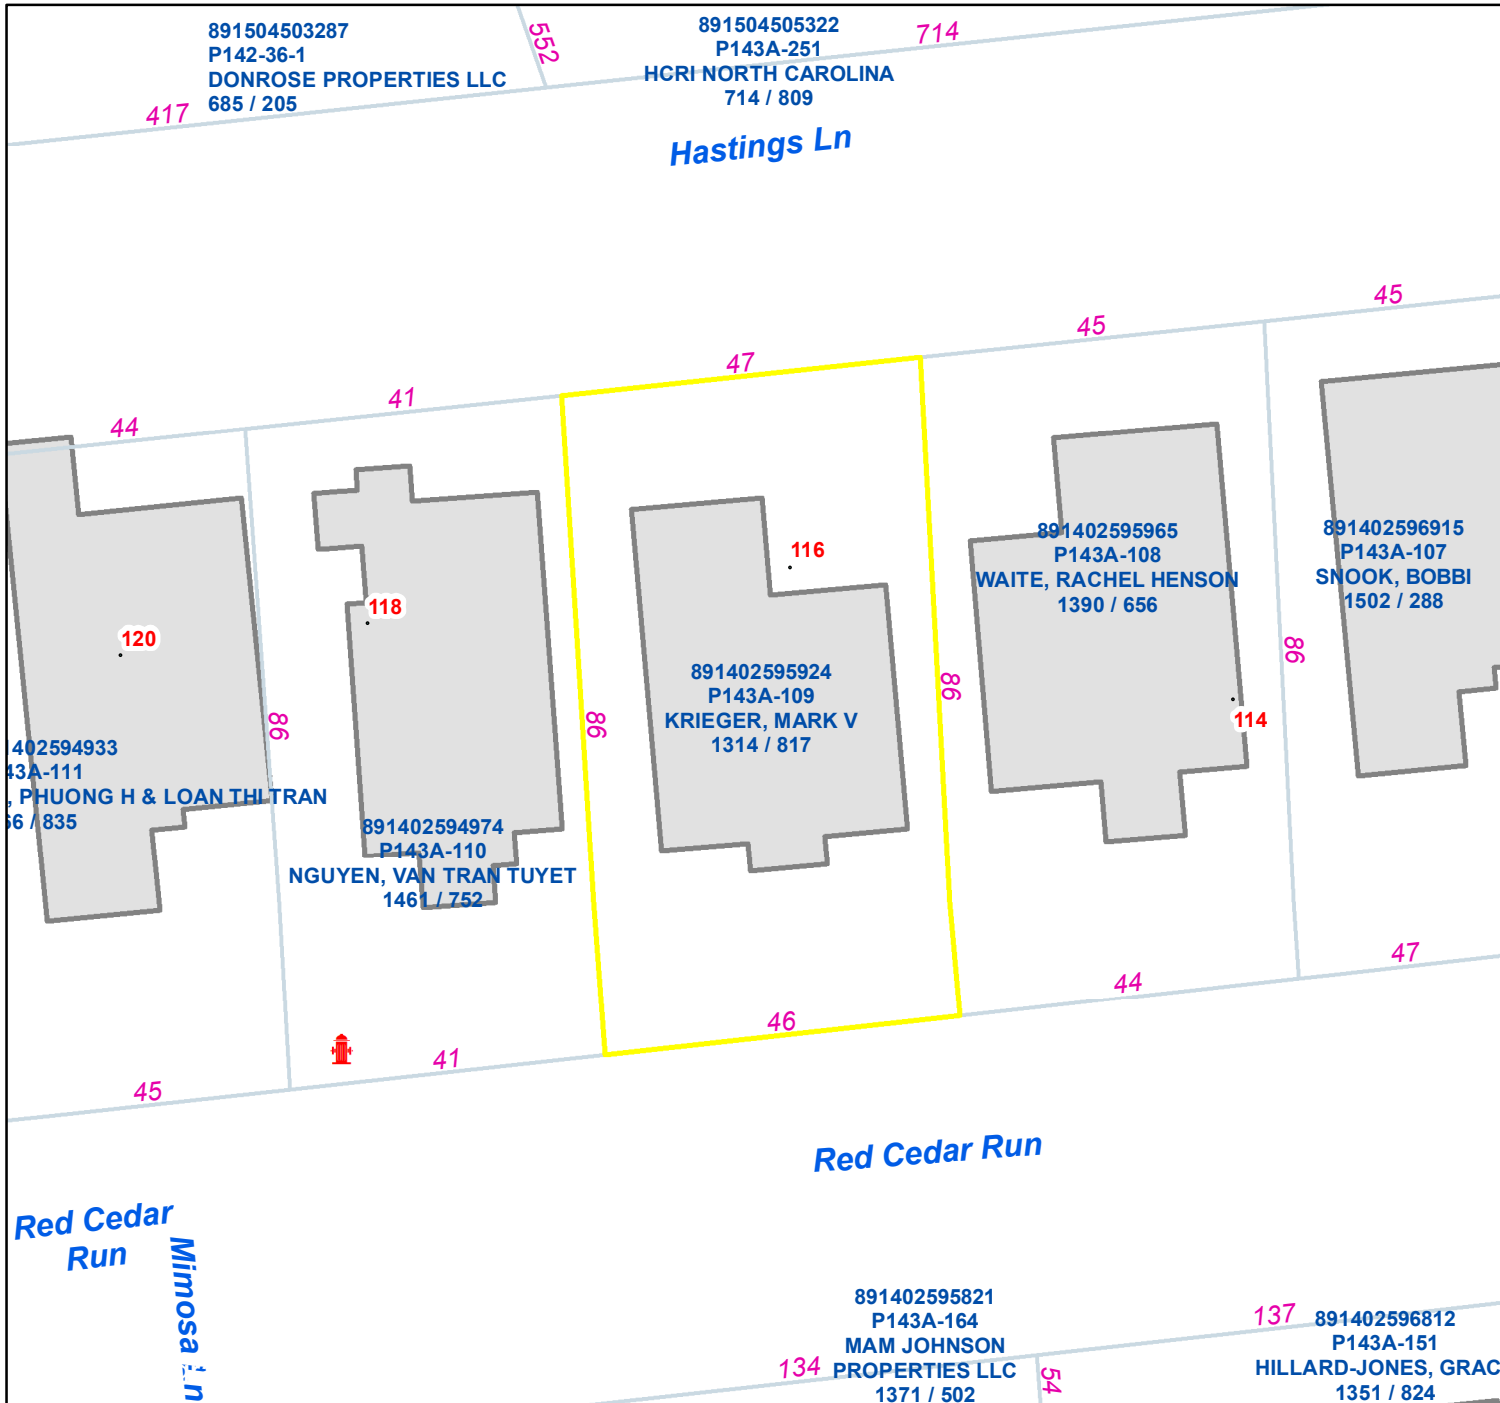 891504503287
P142-36-1
DONROSE PROPERTIES LLC
685 / 205
417
552
891504505322
P143A-251
HCRI NORTH CAROLINA
714 / 809
714
Hastings Ln
44
41
47
45
45
120
118
116
114
86
86
86
86
1402594933
43A-111
, PHUONG H & LOAN THI TRAN
66 / 835
891402594974
P143A-110
NGUYEN, VAN TRAN TUYET
1461 / 752
891402595924
P143A-109
KRIEGER, MARK V
1314 / 817
891402595965
P143A-108
WAITE, RACHEL HENSON
1390 / 656
891402596915
P143A-107
SNOOK, BOBBI
1502 / 288
45
41
46
44
47
Red Cedar Run
Red Cedar
Run
Mimosa Ln
134
891402595821
P143A-164
MAM JOHNSON
PROPERTIES LLC
1371 / 502
54
137
891402596812
P143A-151
HILLARD-JONES, GRAC
1351 / 824